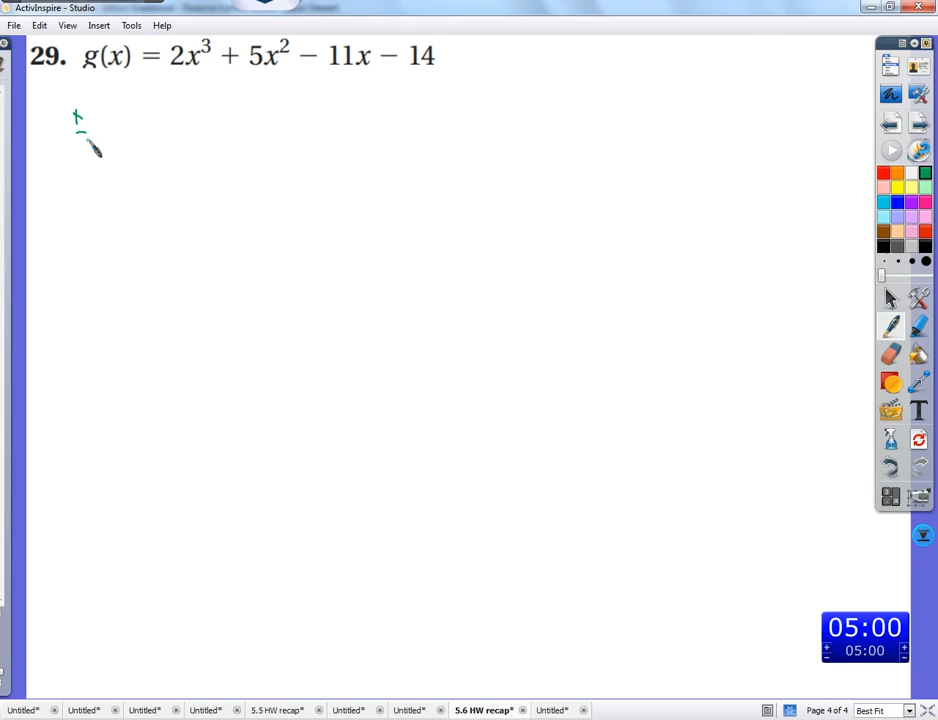 ActivInspire - Studio
File Edit View Insert Tools Help
29. g(x) = 2x³ + 5x² − 11x − 14
±
05:00
05:00
Untitled* Untitled* Untitled* Untitled* 5.5 HW recap* Untitled* Untitled* 5.6 HW recap* Untitled* Page 4 of 4 Best Fit